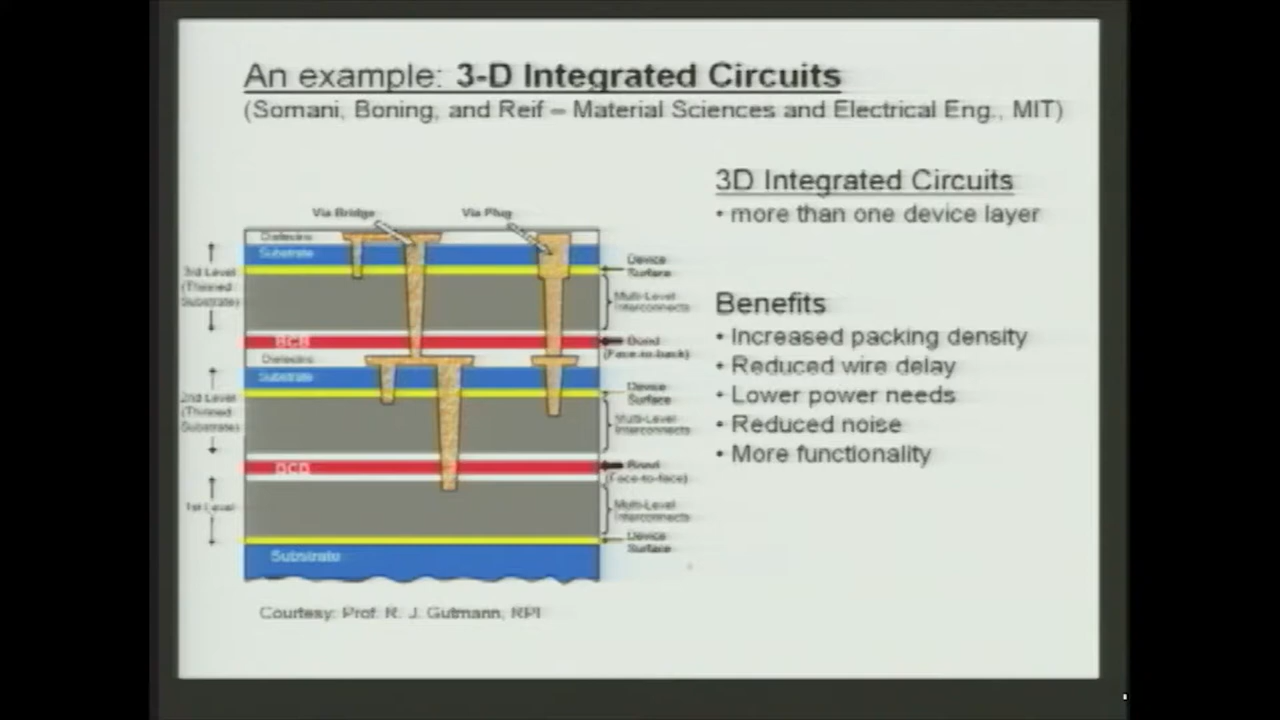 An example: 3-D Integrated Circuits
(Somani, Boning, and Reif – Material Sciences and Electrical Eng., MIT)
3D Integrated Circuits
• more than one device layer
Benefits
• Increased packing density
• Reduced wire delay
• Lower power needs
• Reduced noise
• More functionality
Via Bridge
Via Plug
Dielectric
Substrate
3rd Level
(Thinned
Substrate)
Device
Surface
Multi-Level
Interconnects
BCB
Bond
(Face-to-back)
Dielectric
Substrate
2nd Level
(Thinned
Substrate)
Device
Surface
Multi-Level
Interconnects
BCB
Bond
(Face-to-face)
1st Level
Multi-Level
Interconnects
Device
Surface
Substrate
Courtesy: Prof. R. J. Gutmann, RPI